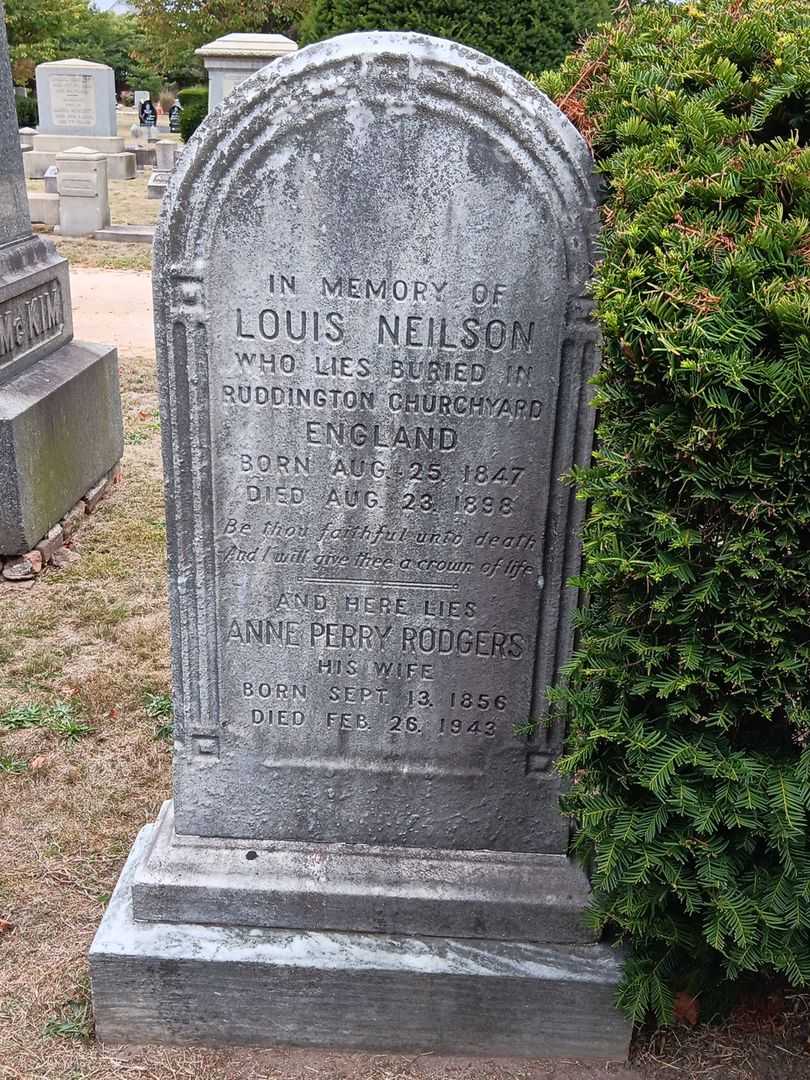 McKIM
IN MEMORY OF
LOUIS NEILSON
WHO LIES BURIED IN
RUDDINGTON CHURCHYARD
ENGLAND
BORN AUG. 25, 1847
DIED AUG. 23, 1898
Be thou faithful unto death
And I will give thee a crown of life
AND HERE LIES
ANNE PERRY RODGERS
HIS WIFE
BORN SEPT. 13. 1856
DIED FEB. 26, 1943